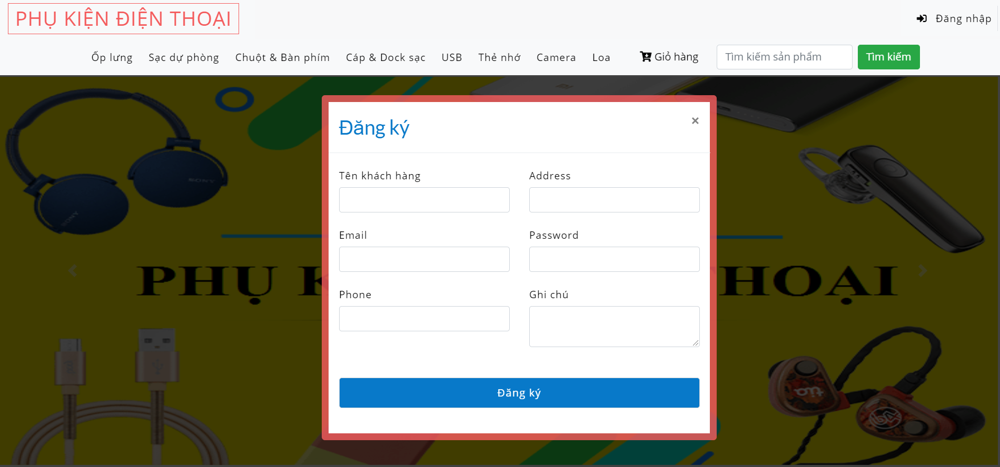 PHỤ KIỆN ĐIỆN THOẠI
Đăng nhập
Ốp lưng Sạc dự phòng Chuột & Bàn phím Cáp & Dock sạc USB Thẻ nhớ Camera Loa Giỏ hàng Tìm kiếm sản phẩm Tìm kiếm
Đăng ký ×
Tên khách hàng Address
Email Password
Phone Ghi chú
Đăng ký
SONY
SONY
PHỤ K HOẠI